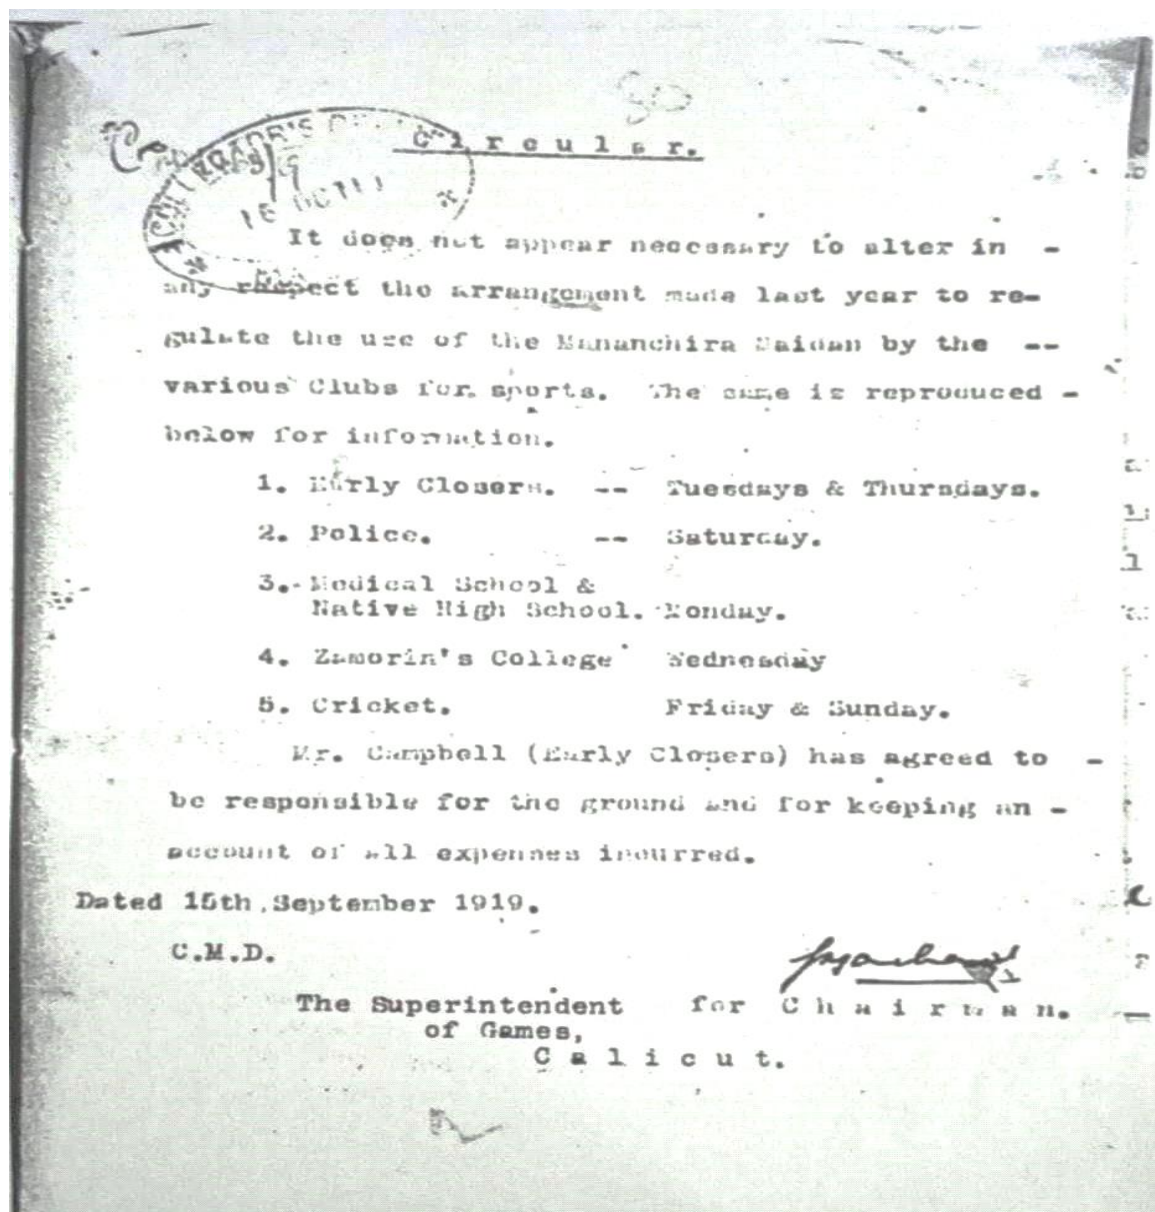 Circular.
16 OCT
It does not appear necessary to alter in -
any respect the arrangement made last year to re-
gulate the use of the Mananchira Maidan by the --
various Clubs for sports. The same is reproduced -
below for information.
1. Early Closers. -- Tuesdays & Thursdays.
2. Police. -- Saturday.
3. Medical School &
Native High School. Monday.
4. Zamorin's College Wednesday
5. Cricket. Friday & Sunday.
Mr. Campbell (Early Closers) has agreed to -
be responsible for the ground and for keeping an -
account of all expenses incurred.
Dated 15th September 1919.
C.M.D.
The Superintendent for Chairman.
of Games,
Calicut.